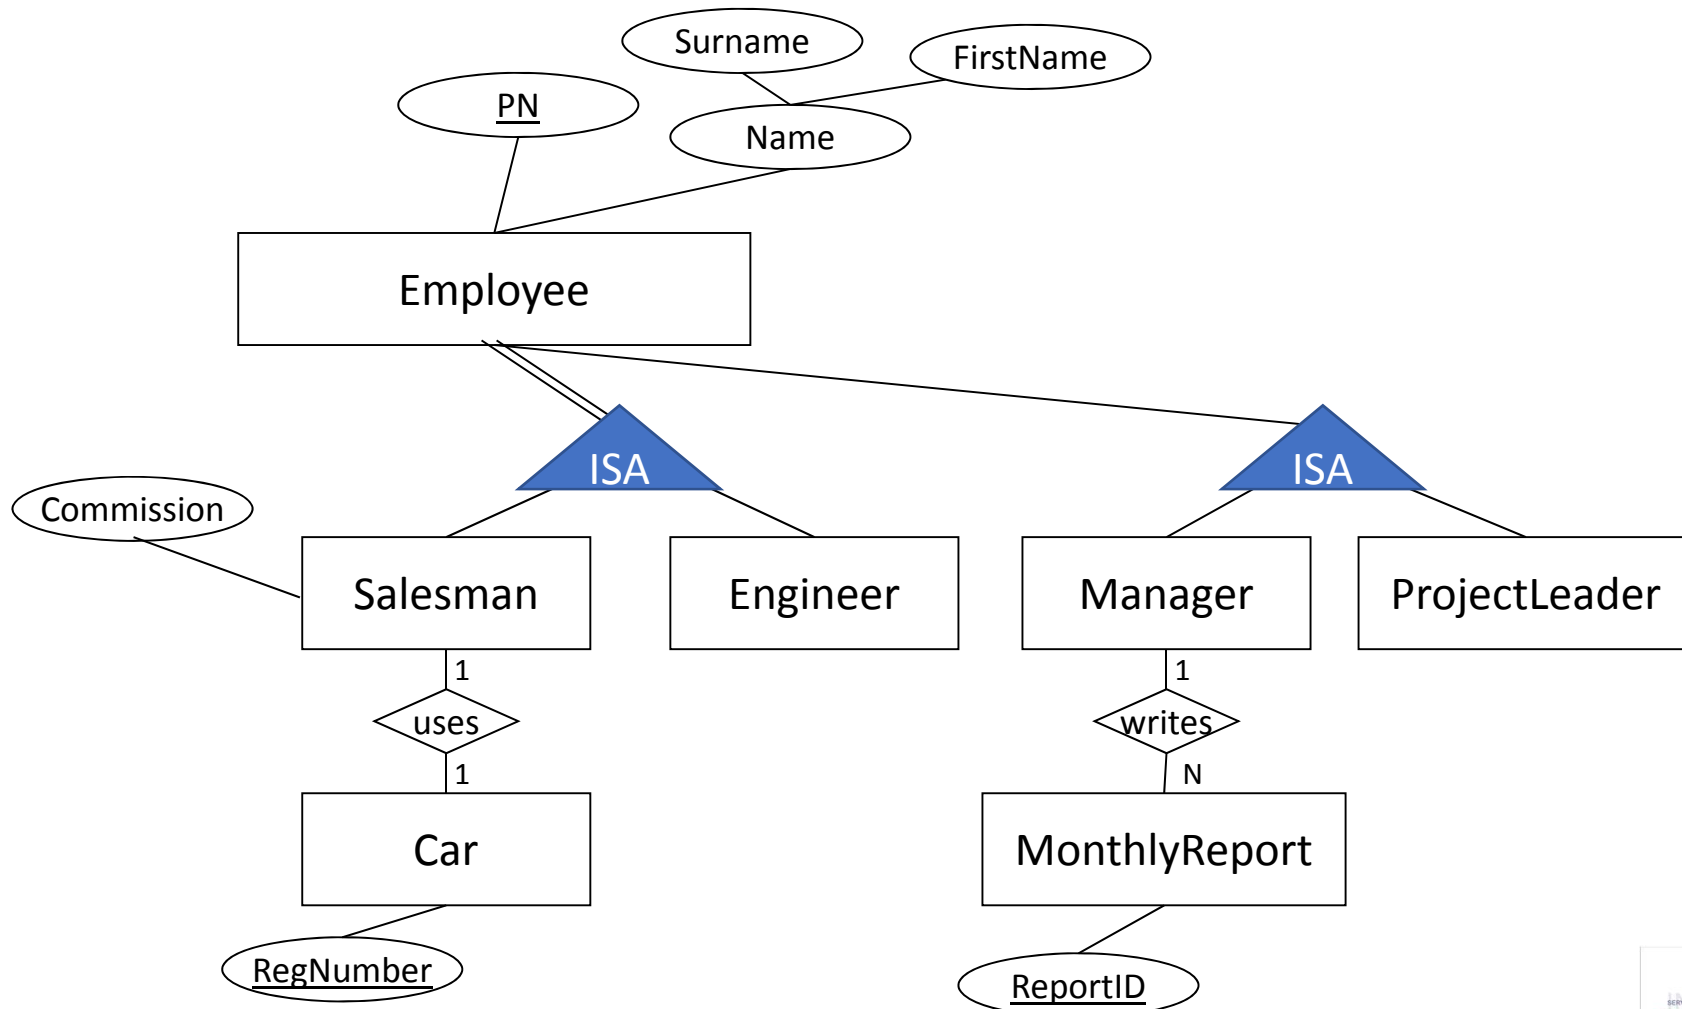 Surname
FirstName
PN
Name
Employee
ISA
ISA
Commission
Salesman
Engineer
Manager
ProjectLeader
1
1
uses
writes
1
N
Car
MonthlyReport
RegNumber
ReportID